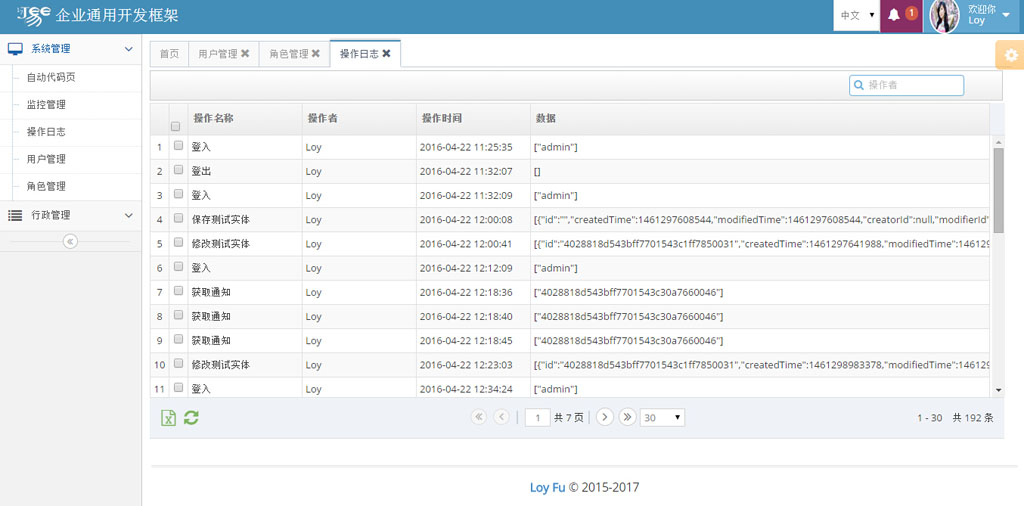 JSEE 企业通用开发框架
中文
1
欢迎你
Loy
系统管理
自动代码页
监控管理
操作日志
用户管理
角色管理
行政管理
首页 用户管理 角色管理 操作日志
操作者
操作名称 操作者 操作时间 数据
1 登入 Loy 2016-04-22 11:25:35 ["admin"]
2 登出 Loy 2016-04-22 11:32:07 []
3 登入 Loy 2016-04-22 11:32:09 ["admin"]
4 保存测试实体 Loy 2016-04-22 12:00:08 [{"id":"","createdTime":1461297608544,"modifiedTime":1461297608544,"creatorId":null,"modifierId"
5 修改测试实体 Loy 2016-04-22 12:00:41 [{"id":"4028818d543bff7701543c1ff7850031","createdTime":1461297641988,"modifiedTime":14612
6 登入 Loy 2016-04-22 12:12:09 ["admin"]
7 获取通知 Loy 2016-04-22 12:18:36 ["4028818d543bff7701543c30a7660046"]
8 获取通知 Loy 2016-04-22 12:18:40 ["4028818d543bff7701543c30a7660046"]
9 获取通知 Loy 2016-04-22 12:18:45 ["4028818d543bff7701543c30a7660046"]
10 修改测试实体 Loy 2016-04-22 12:23:03 [{"id":"4028818d543bff7701543c1ff7850031","createdTime":1461298983378,"modifiedTime":14612
11 登入 Loy 2016-04-22 12:34:24 ["admin"]
1 共 7 页 30 1 - 30 共 192 条
Loy Fu © 2015-2017